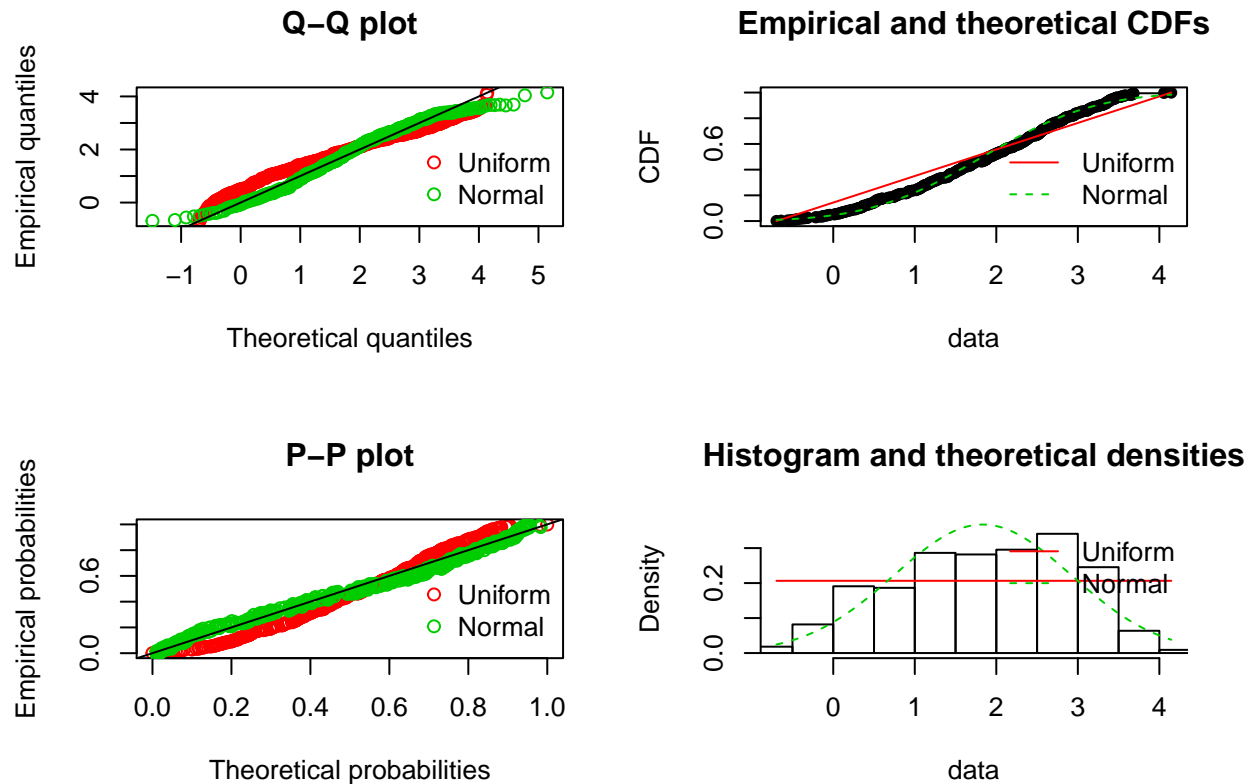 Q−Q plot
Empirical quantiles
4
2
0
Uniform
Normal
−1 0 1 2 3 4 5
Theoretical quantiles
Empirical and theoretical CDFs
CDF
0.6
0.0
Uniform
Normal
0 1 2 3 4
data
P−P plot
Empirical probabilities
0.6
0.0
Uniform
Normal
0.0 0.2 0.4 0.6 0.8 1.0
Theoretical probabilities
Histogram and theoretical densities
Density
0.2
0.0
Uniform
Normal
0 1 2 3 4
data